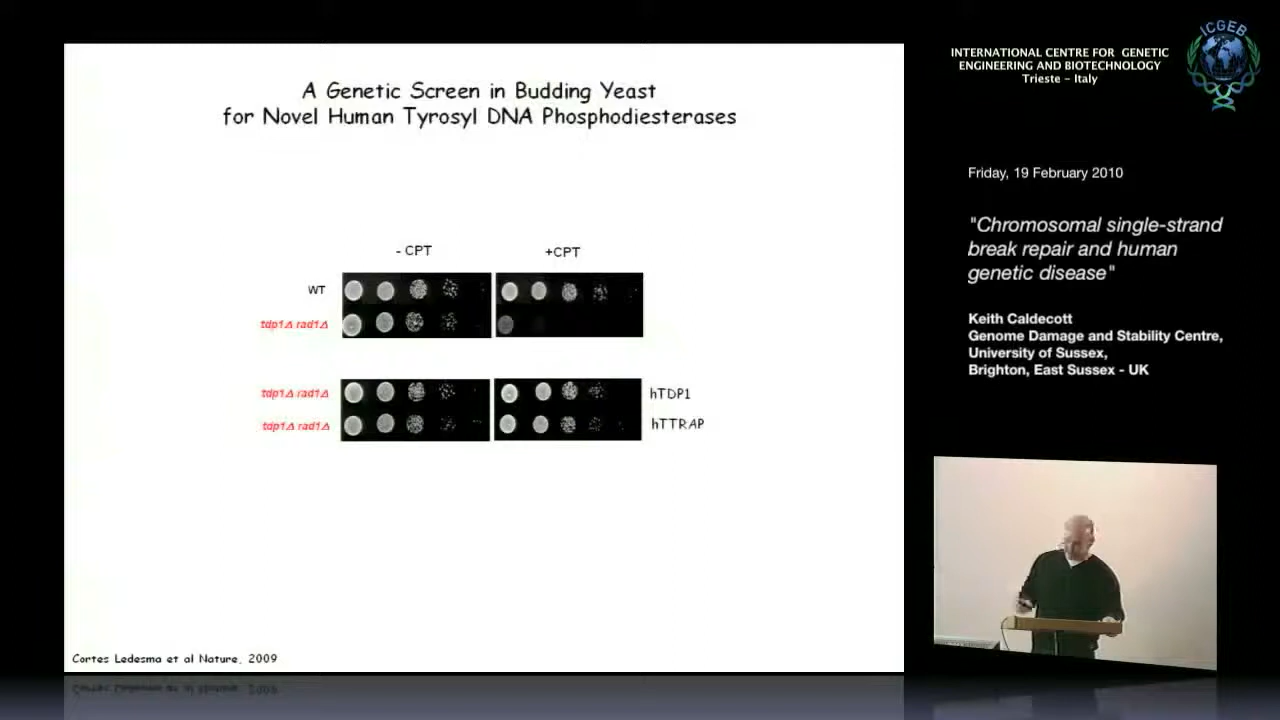 A Genetic Screen in Budding Yeast
for Novel Human Tyrosyl DNA Phosphodiesterases
- CPT
+CPT
WT
tdp1Δ rad1Δ
tdp1Δ rad1Δ
hTDP1
tdp1Δ rad1Δ
hTTRAP
Cortes Ledesma et al Nature, 2009
INTERNATIONAL CENTRE FOR GENETIC
ENGINEERING AND BIOTECHNOLOGY
Trieste - Italy
ICGEB
Friday, 19 February 2010
"Chromosomal single-strand
break repair and human
genetic disease"
Keith Caldecott
Genome Damage and Stability Centre,
University of Sussex,
Brighton, East Sussex - UK